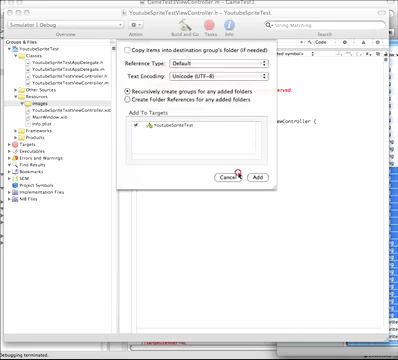 GameTest3ViewController.m – GameTest3
YoutubeSpriteTestViewController.h – YoutubeSpriteTest
Simulator | Debug
Overview
Action
Build and Go
Tasks
Info
String Matching
Search
Groups & Files
Code
YoutubeSpriteTest
Classes
YoutubeSpriteTestAppDelegate.h
YoutubeSpriteTestAppDelegate.m
YoutubeSpriteTestViewController.h
YoutubeSpriteTestViewController.m
Other Sources
Resources
images
YoutubeSpriteTestViewController.xib
MainWindow.xib
Info.plist
Frameworks
Products
Targets
Executables
Errors and Warnings
Find Results
Bookmarks
SCM
Project Symbols
Implementation Files
NIB Files
Copy items into destination group's folder (if needed)
Reference Type: Default
Text Encoding: Unicode (UTF-8)
Recursively create groups for any added folders
Create Folder References for any added folders
Add To Targets
YoutubeSpriteTest
Cancel
Add
Debugging terminated.